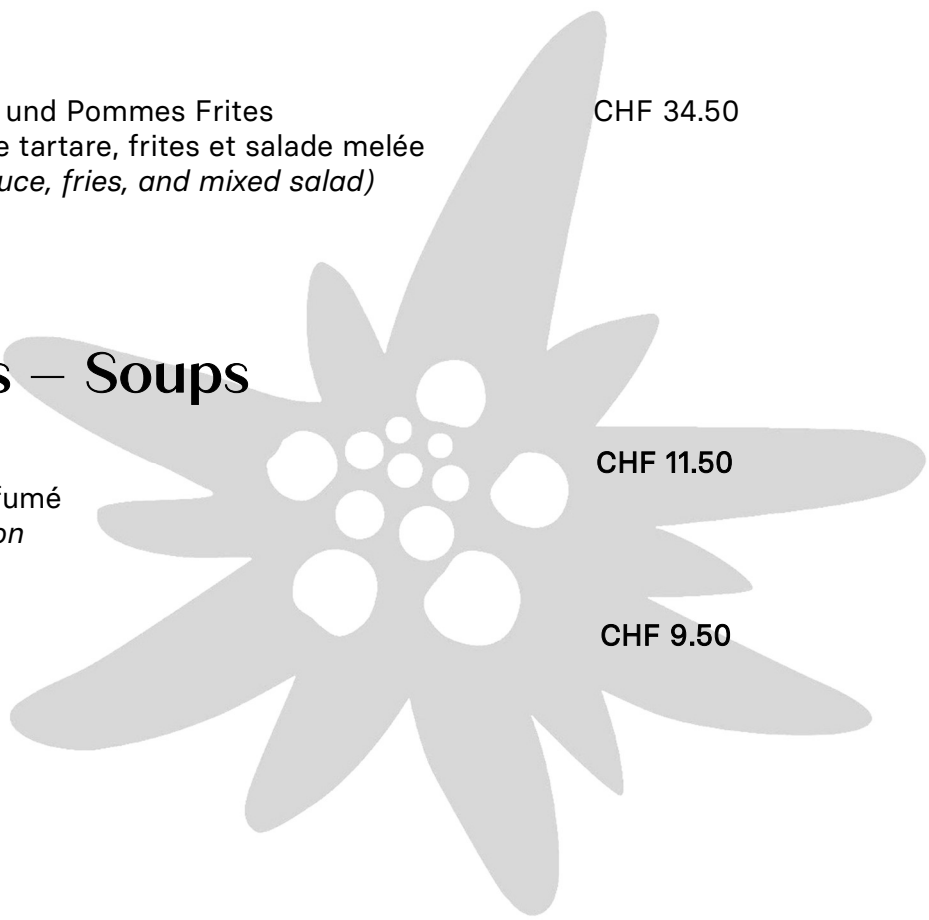 und Pommes Frites CHF 34.50
e tartare, frites et salade melée
uce, fries, and mixed salad)
s – Soups
CHF 11.50
fumé
on
CHF 9.50